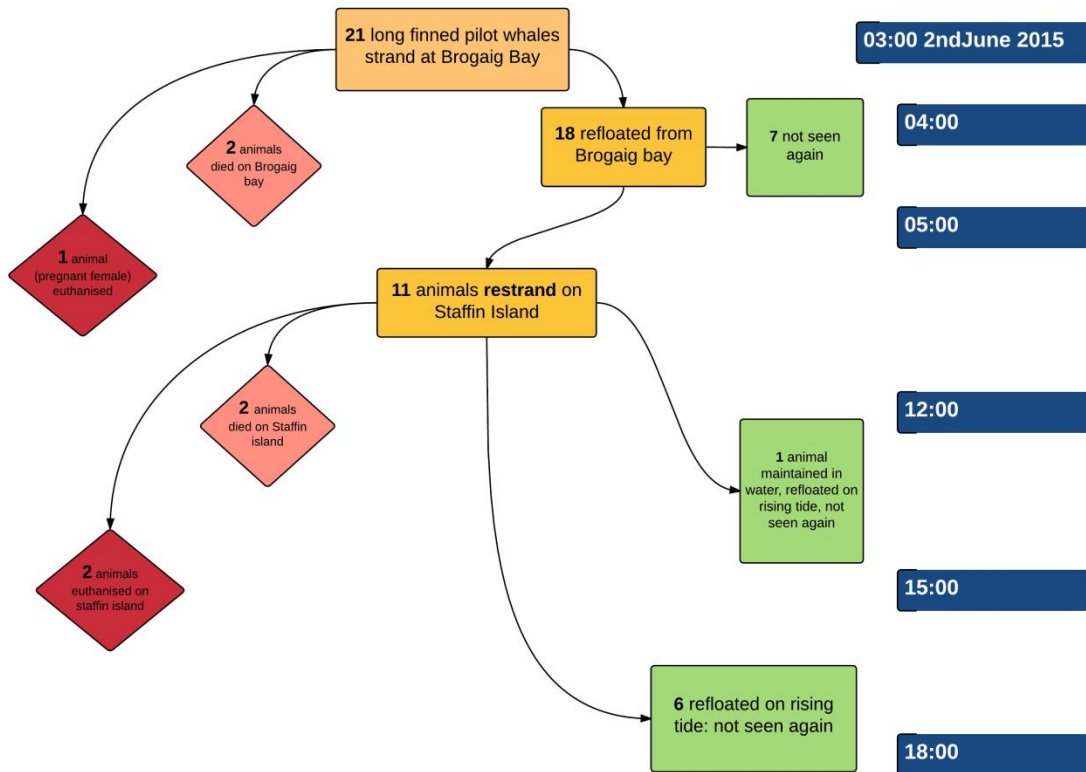 21 long finned pilot whales
strand at Brogaig Bay
03:00 2ndJune 2015
2 animals
died on Brogaig
bay
18 refloated from
Brogaig bay
7 not seen
again
04:00
1 animal
(pregnant female)
euthanised
05:00
11 animals restrand on
Staffin Island
2 animals
died on Staffin
island
12:00
1 animal
maintained in
water, refloated on
rising tide, not
seen again
2 animals
euthanised on
staffin island
15:00
6 refloated on rising
tide: not seen again
18:00